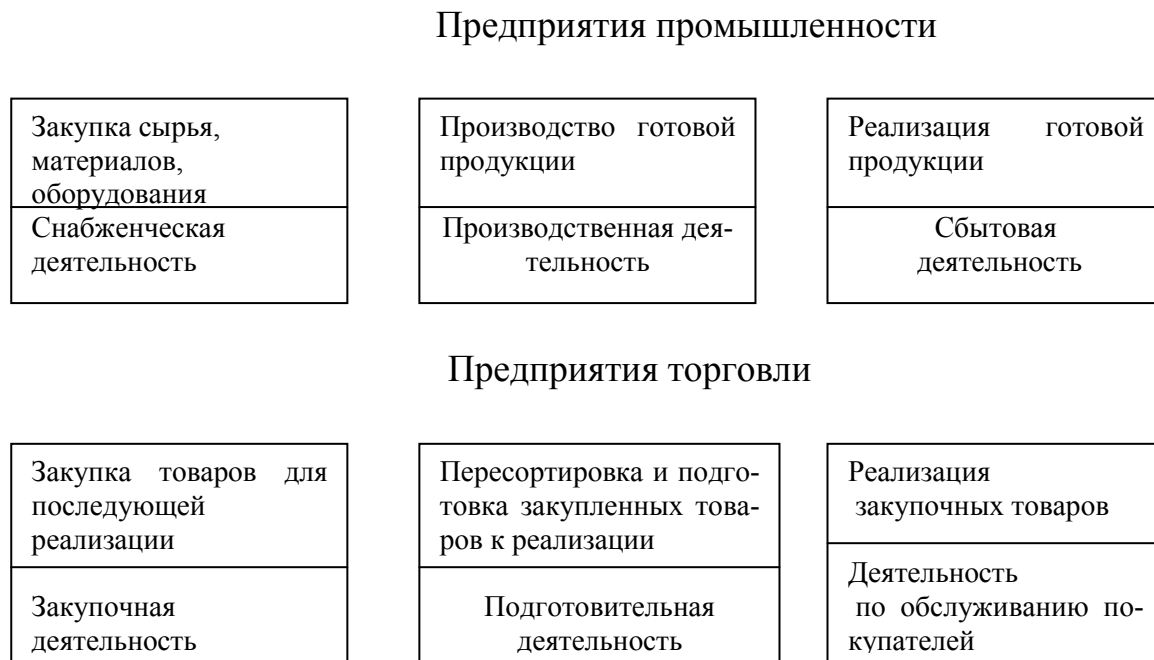 Предприятия промышленности
Закупка сырья,
материалов,
оборудования
Снабженческая
деятельность
Производство готовой
продукции
Производственная дея-
тельность
Реализация готовой
продукции
Сбытовая
деятельность
Предприятия торговли
Закупка товаров для
последующей
реализации
Закупочная
деятельность
Пересортировка и подго-
товка закупленных това-
ров к реализации
Подготовительная
деятельность
Реализация
закупочных товаров
Деятельность
по обслуживанию по-
купателей